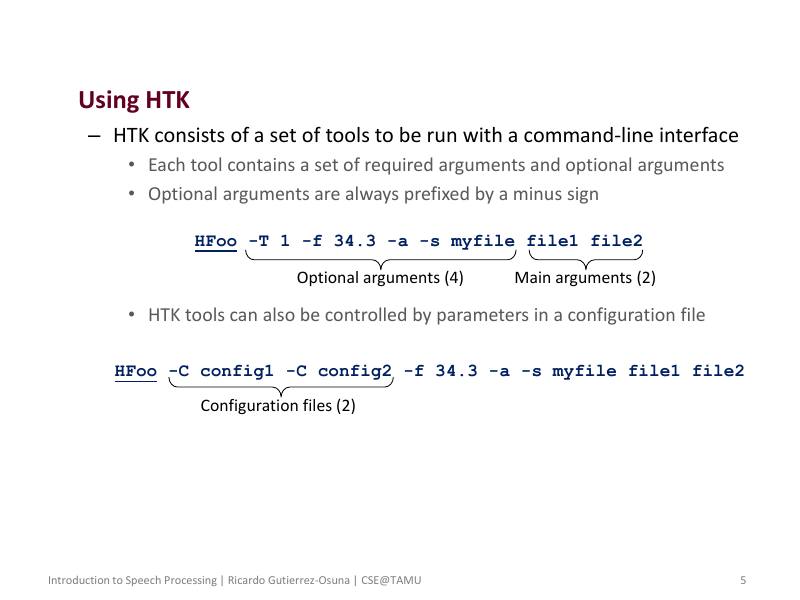 Using HTK
– HTK consists of a set of tools to be run with a command-line interface
• Each tool contains a set of required arguments and optional arguments
• Optional arguments are always prefixed by a minus sign
HFoo -T 1 -f 34.3 -a -s myfile file1 file2
Optional arguments (4) Main arguments (2)
• HTK tools can also be controlled by parameters in a configuration file
HFoo -C config1 -C config2 -f 34.3 -a -s myfile file1 file2
Configuration files (2)
Introduction to Speech Processing | Ricardo Gutierrez-Osuna | CSE@TAMU 5